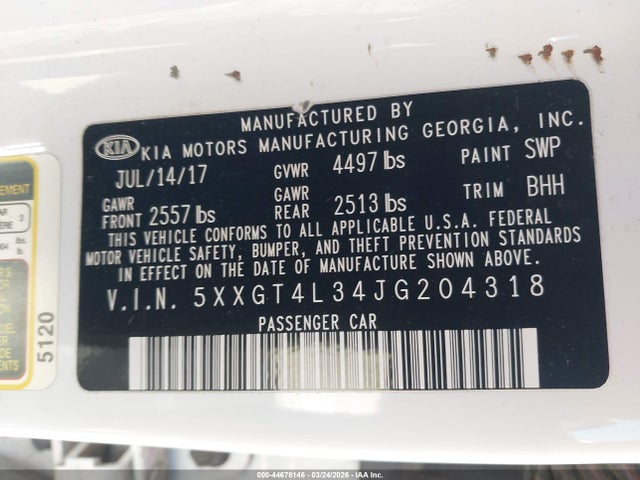 MANUFACTURED BY
KIA KIA MOTORS MANUFACTURING GEORGIA, INC.
JUL/14/17 GVWR 4497 lbs PAINT SWP
GAWR FRONT 2557 lbs GAWR REAR 2513 lbs TRIM BHH
THIS VEHICLE CONFORMS TO ALL APPLICABLE U.S.A. FEDERAL
MOTOR VEHICLE SAFETY, BUMPER, AND THEFT PREVENTION STANDARDS
IN EFFECT ON THE DATE OF MANUFACTURE SHOWN ABOVE.
V.I.N. 5XXGT4L34JG204318
PASSENGER CAR
5120
000-44678146 - 03/24/2026 - IAA Inc.